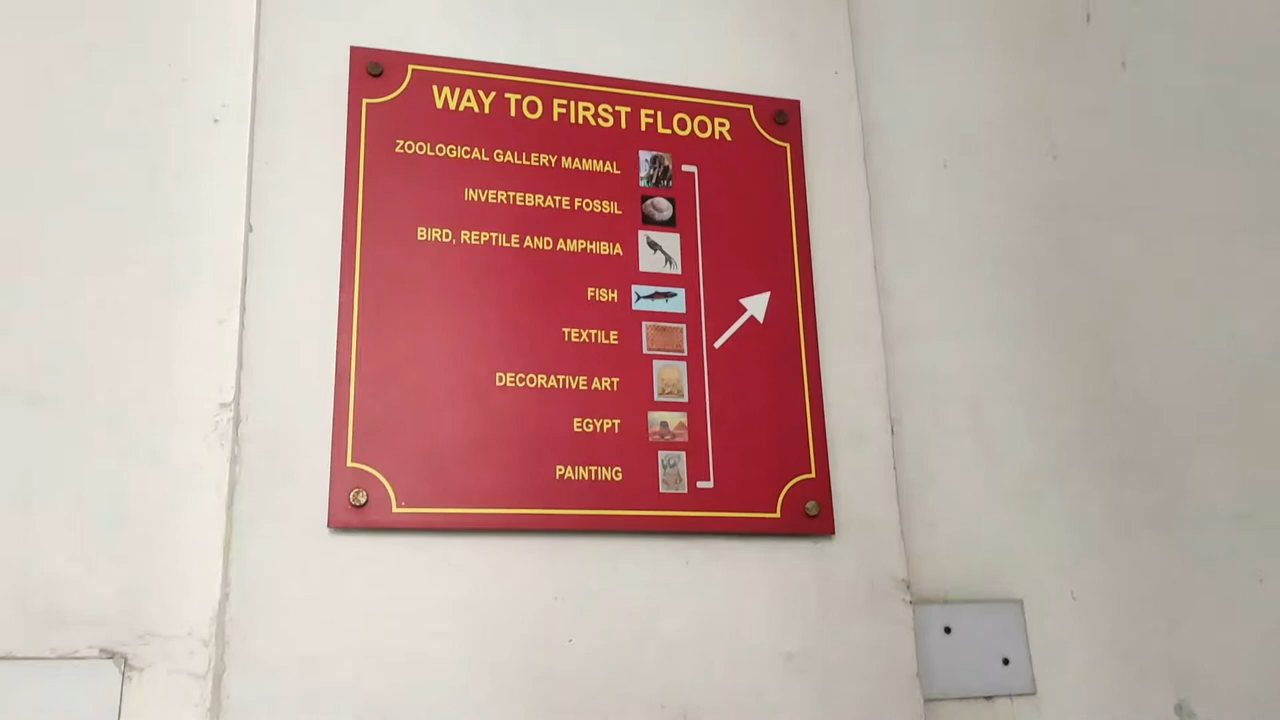 WAY TO FIRST FLOOR
ZOOLOGICAL GALLERY MAMMAL
INVERTEBRATE FOSSIL
BIRD, REPTILE AND AMPHIBIA
FISH
TEXTILE
DECORATIVE ART
EGYPT
PAINTING